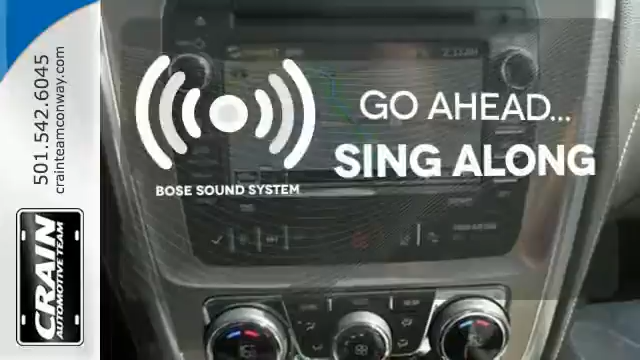 501.542.6045
crainteamconway.com
CRAIN
AUTOMOTIVE TEAM
GO AHEAD...
SING ALONG
BOSE SOUND SYSTEM